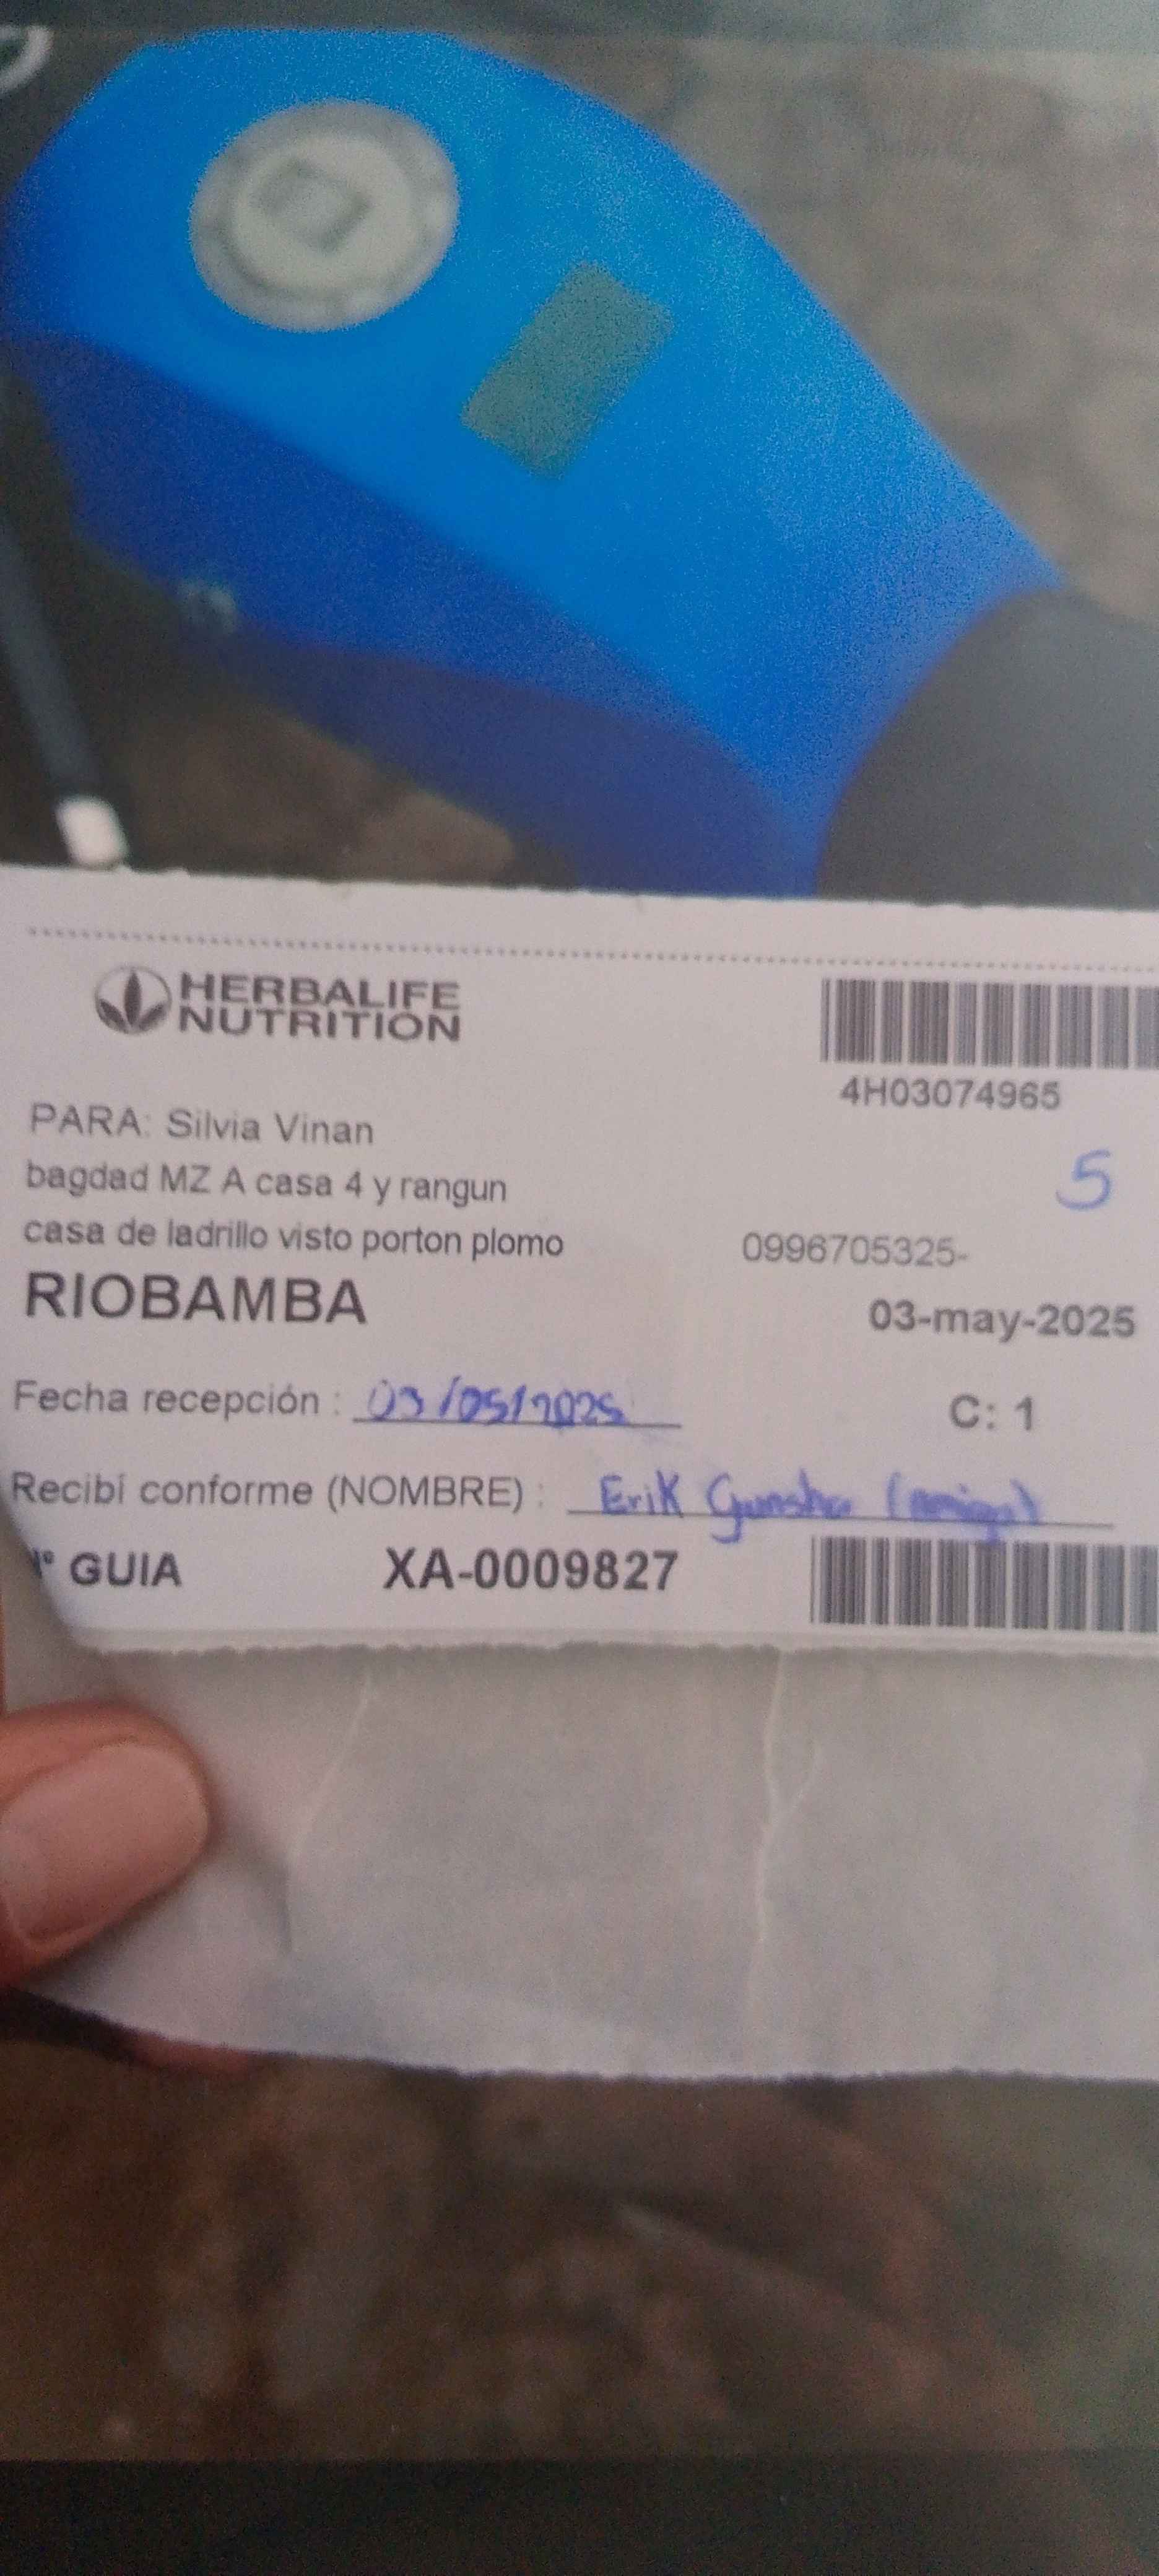 HERBALIFE
NUTRITION
4H03074965
PARA: Silvia Vinan
5
bagdad MZ A casa 4 y rangun
casa de ladrillo visto porton plomo 0996705325-
RIOBAMBA 03-may-2025
Fecha recepción : 03/05/2025 C: 1
Recibí conforme (NOMBRE) : Erik
° GUIA XA-0009827